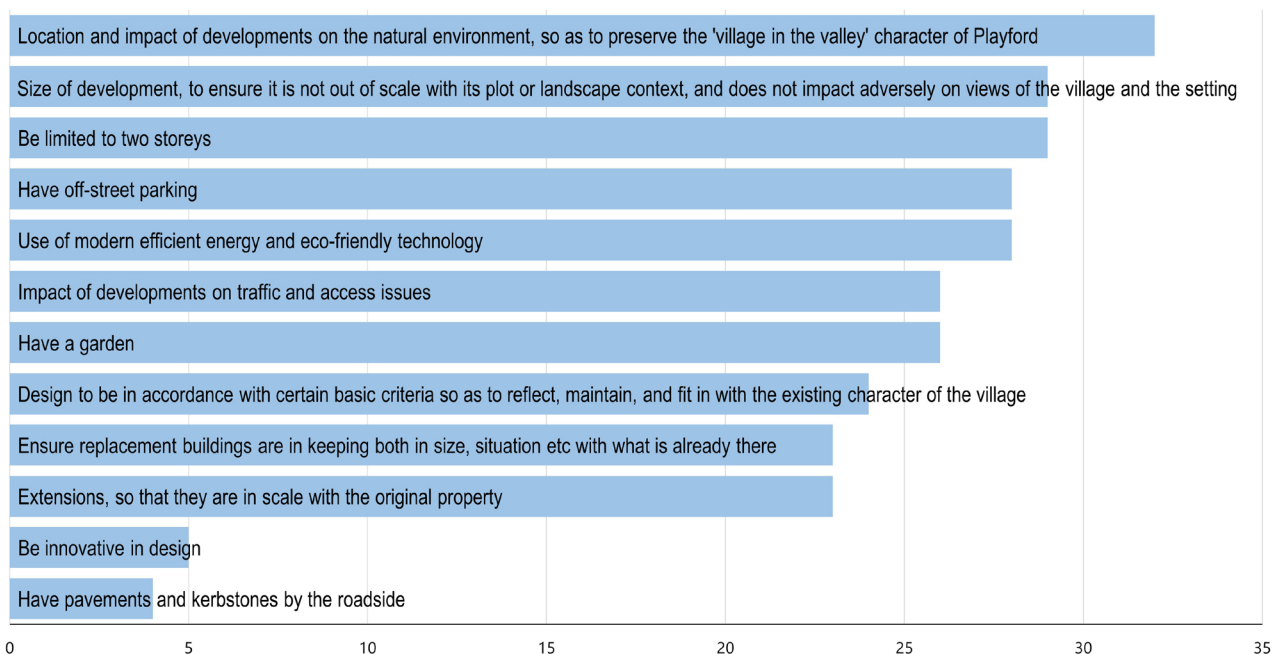 Location and impact of developments on the natural environment, so as to preserve the 'village in the valley' character of Playford
Size of development, to ensure it is not out of scale with its plot or landscape context, and does not impact adversely on views of the village and the setting
Be limited to two storeys
Have off-street parking
Use of modern efficient energy and eco-friendly technology
Impact of developments on traffic and access issues
Have a garden
Design to be in accordance with certain basic criteria so as to reflect, maintain, and fit in with the existing character of the village
Ensure replacement buildings are in keeping both in size, situation etc with what is already there
Extensions, so that they are in scale with the original property
Be innovative in design
Have pavements and kerbstones by the roadside
0 5 10 15 20 25 30 35